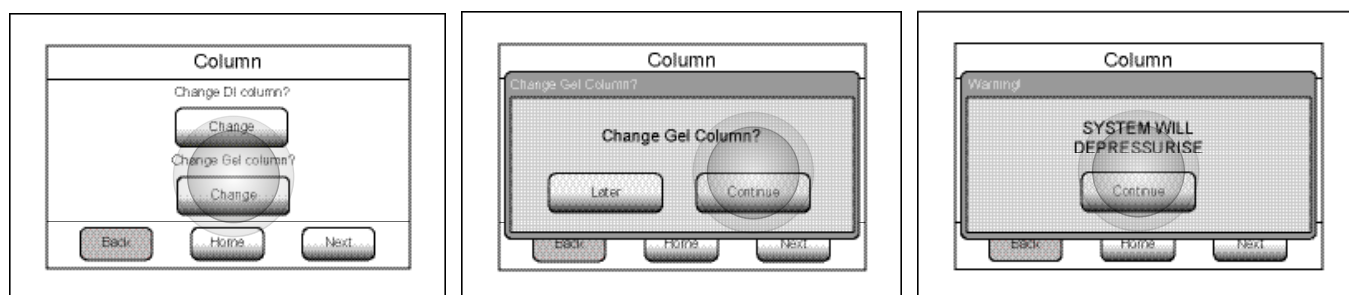 Column
Change DI column?
Change
Change Gel column?
Change
Back Home Next
Column
Change Gel Column?
Change Gel Column?
Later Continue
Back Home Next
Column
Warning!
SYSTEM WILL
DEPRESSURISE
Continue
Back Home Next